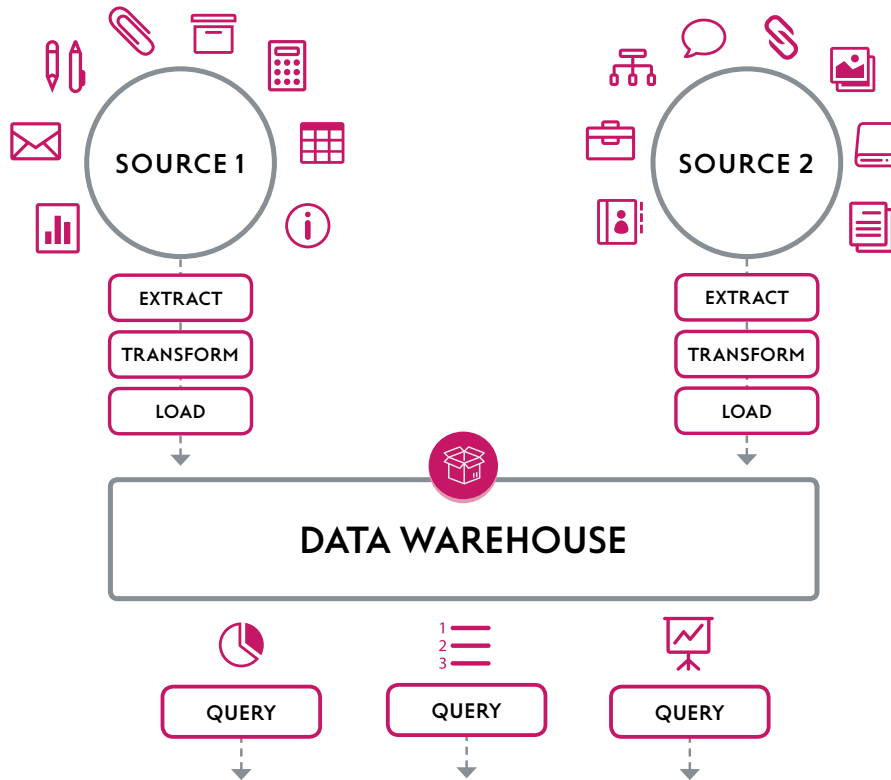 SOURCE 1
SOURCE 2
EXTRACT
TRANSFORM
LOAD
EXTRACT
TRANSFORM
LOAD
DATA WAREHOUSE
1
2
3
QUERY
QUERY
QUERY